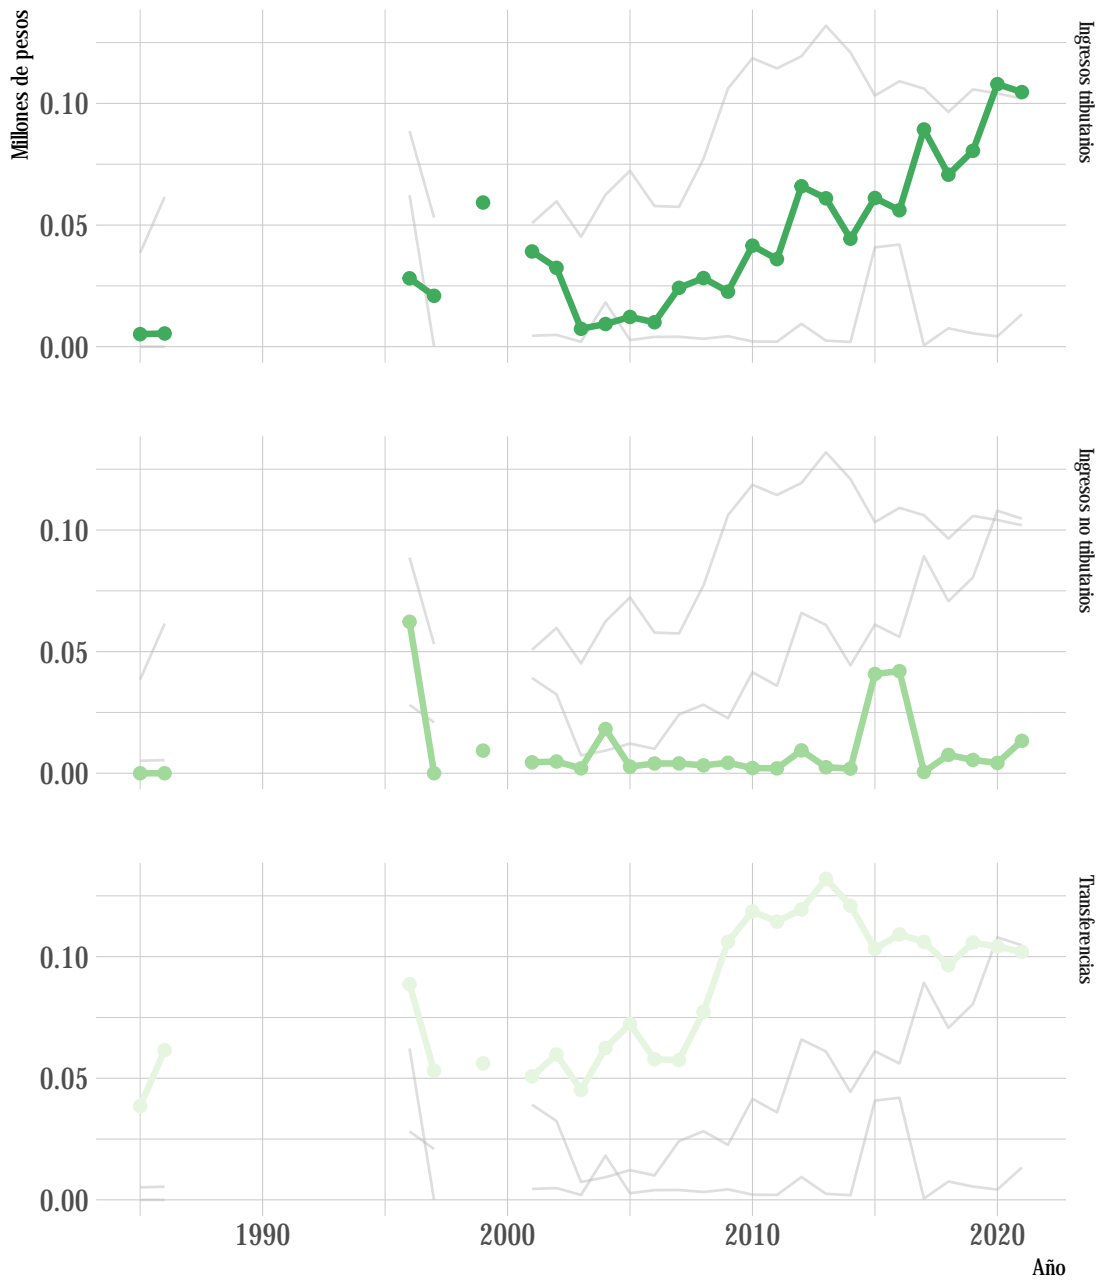 Millones de pesos
Ingresos tributarios
0.10
0.05
0.00
Ingresos no tributarios
0.10
0.05
0.00
Transferencias
0.10
0.05
0.00
1990 2000 2010 2020
Año